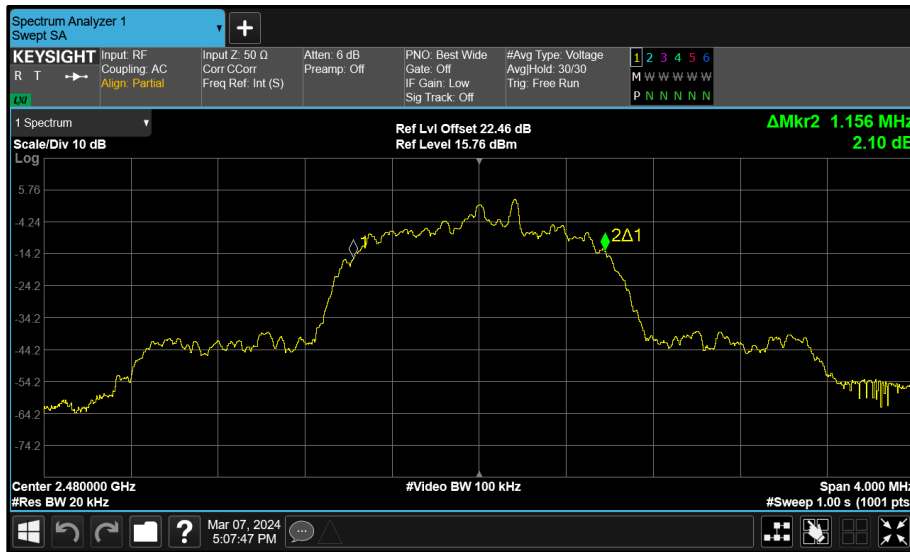 Spectrum Analyzer 1
Swept SA
KEYSIGHT
R T
LXI
Input: RF
Coupling: AC
Align: Partial
Input Z: 50 Ω
Corr CCorr
Freq Ref: Int (S)
Atten: 6 dB
Preamp: Off
PNO: Best Wide
Gate: Off
IF Gain: Low
Sig Track: Off
#Avg Type: Voltage
Avg|Hold: 30/30
Trig: Free Run
1 2 3 4 5 6
M W W W W W
P N N N N N
1 Spectrum
Scale/Div 10 dB
Ref Lvl Offset 22.46 dB
Ref Level 15.76 dBm
ΔMkr2 1.156 MHz
2.10 dB
Log
5.76
-4.24
-14.2
-24.2
-34.2
-44.2
-54.2
-64.2
-74.2
1
2Δ1
Center 2.480000 GHz
#Res BW 20 kHz
#Video BW 100 kHz
Span 4.000 MHz
#Sweep 1.00 s (1001 pts
?
Mar 07, 2024
5:07:47 PM